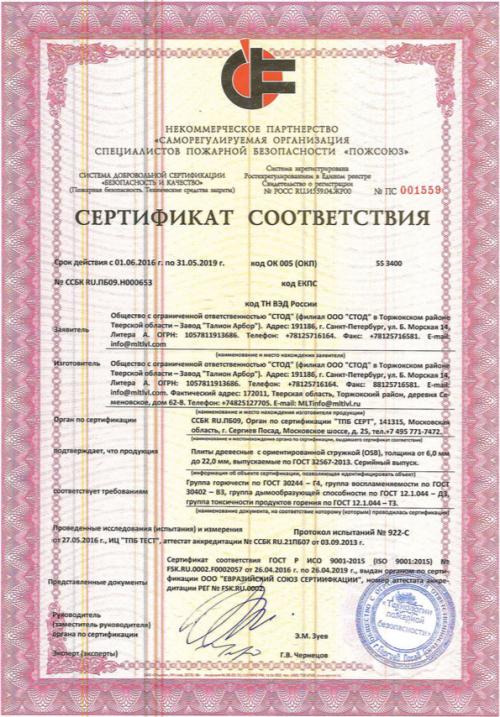 НЕКОММЕРЧЕСКОЕ ПАРТНЕРСТВО
«САМОРЕГУЛИРУЕМАЯ ОРГАНИЗАЦИЯ
СПЕЦИАЛИСТОВ ПОЖАРНОЙ БЕЗОПАСНОСТИ «ПОЖСОЮЗ»
СИСТЕМА ДОБРОВОЛЬНОЙ СЕРТИФИКАЦИИ
«БЕЗОПАСНОСТЬ И КАЧЕСТВО»
(Пожарная безопасность. Технические средства защиты)
Система зарегистрирована
Ростехрегулированием в Едином реестре
Свидетельство о регистрации
№ РОСС RU.И1559.04.ЖР00
№ ПС 001559
СЕРТИФИКАТ СООТВЕТСТВИЯ
Срок действия с 01.06.2016 г. по 31.05.2019 г. код ОК 005 (ОКП) 55 3400
№ ССБК RU.ПБ09.Н000653 код ЕКПС
код ТН ВЭД России
Заявитель
Общество с ограниченной ответственностью "СТОД" (филиал ООО "СТОД" в Торжокском районе
Тверской области – Завод "Талион Арбор"). Адрес: 191186, г. Санкт-Петербург, ул. Б. Морская 14,
Литера А. ОГРН: 1057811913686. Телефон: +78125716164. Факс: +78125716581. E-mail:
info@mltlvl.com
(наименование и место нахождения заявителя)
Изготовитель
Общество с ограниченной ответственностью "СТОД" (филиал ООО "СТОД" в Торжокском районе
Тверской области – Завод "Талион Арбор"). Адрес: 191186, г. Санкт-Петербург, ул. Б. Морская 14,
Литера А. ОГРН: 1057811913686. Телефон: +78125716164. Факс: 88125716581. E-mail:
info@mltlvl.com. Фактический адрес: 172011, Тверская область, Торжокский район, деревня Се-
меновское, дом 62-В. Телефон: +74825127705. E-mail: MLTinfo@mltlvl.ru
(наименование и место нахождения изготовителя продукции)
Орган по сертификации
ССБК RU.ПБ09, Орган по сертификации "ТПБ СЕРТ", 141315, Московская
область, г. Сергиев Посад, Московское шоссе, д. 25, тел.+7 495 771-7472.
(наименование и местонахождение органа по сертификации, выдавшего сертификат соответствия)
подтверждает, что продукция
Плиты древесные с ориентированной стружкой (OSB), толщина от 6,0 мм
до 22,0 мм, выпускаемые по ГОСТ 32567-2013. Серийный выпуск.
(информация об объекте сертификации, позволяющая идентифицировать объект)
соответствует требованиям
Группа горючести по ГОСТ 30244 – Г4, группа воспламеняемости по ГОСТ
30402 – В3, группа дымообразующей способности по ГОСТ 12.1.044 – Д3,
группа токсичности продуктов горения по ГОСТ 12.1.044 – Т3.
(наименование документа, на соответствие которому (которым) проводилась сертификация)
Проведенные исследования (испытания) и измерения Протокол испытаний № 922-С
от 27.05.2016 г., ИЦ "ТПБ ТЕСТ", аттестат аккредитации № ССБК RU.21ПБ07 от 03.09.2013 г.
Представленные документы
Сертификат соответствия ГОСТ Р ИСО 9001-2015 (ISO 9001:2015) №
FSK.RU.0002.F0002057 от 26.04.2016 г. по 26.04.2019 г., выдан органом по серти-
фикации ООО "ЕВРАЗИЙСКИЙ СОЮЗ СЕРТИФИКАЦИИ", номер аттестата аккре-
дитации РЕГ № FSK.RU.0002
Руководитель
(заместитель руководителя)
органа по сертификации
Э.М. Зуев
Эксперт (эксперты)
Г.В. Чернецов
«Технологии
пожарной
безопасности»